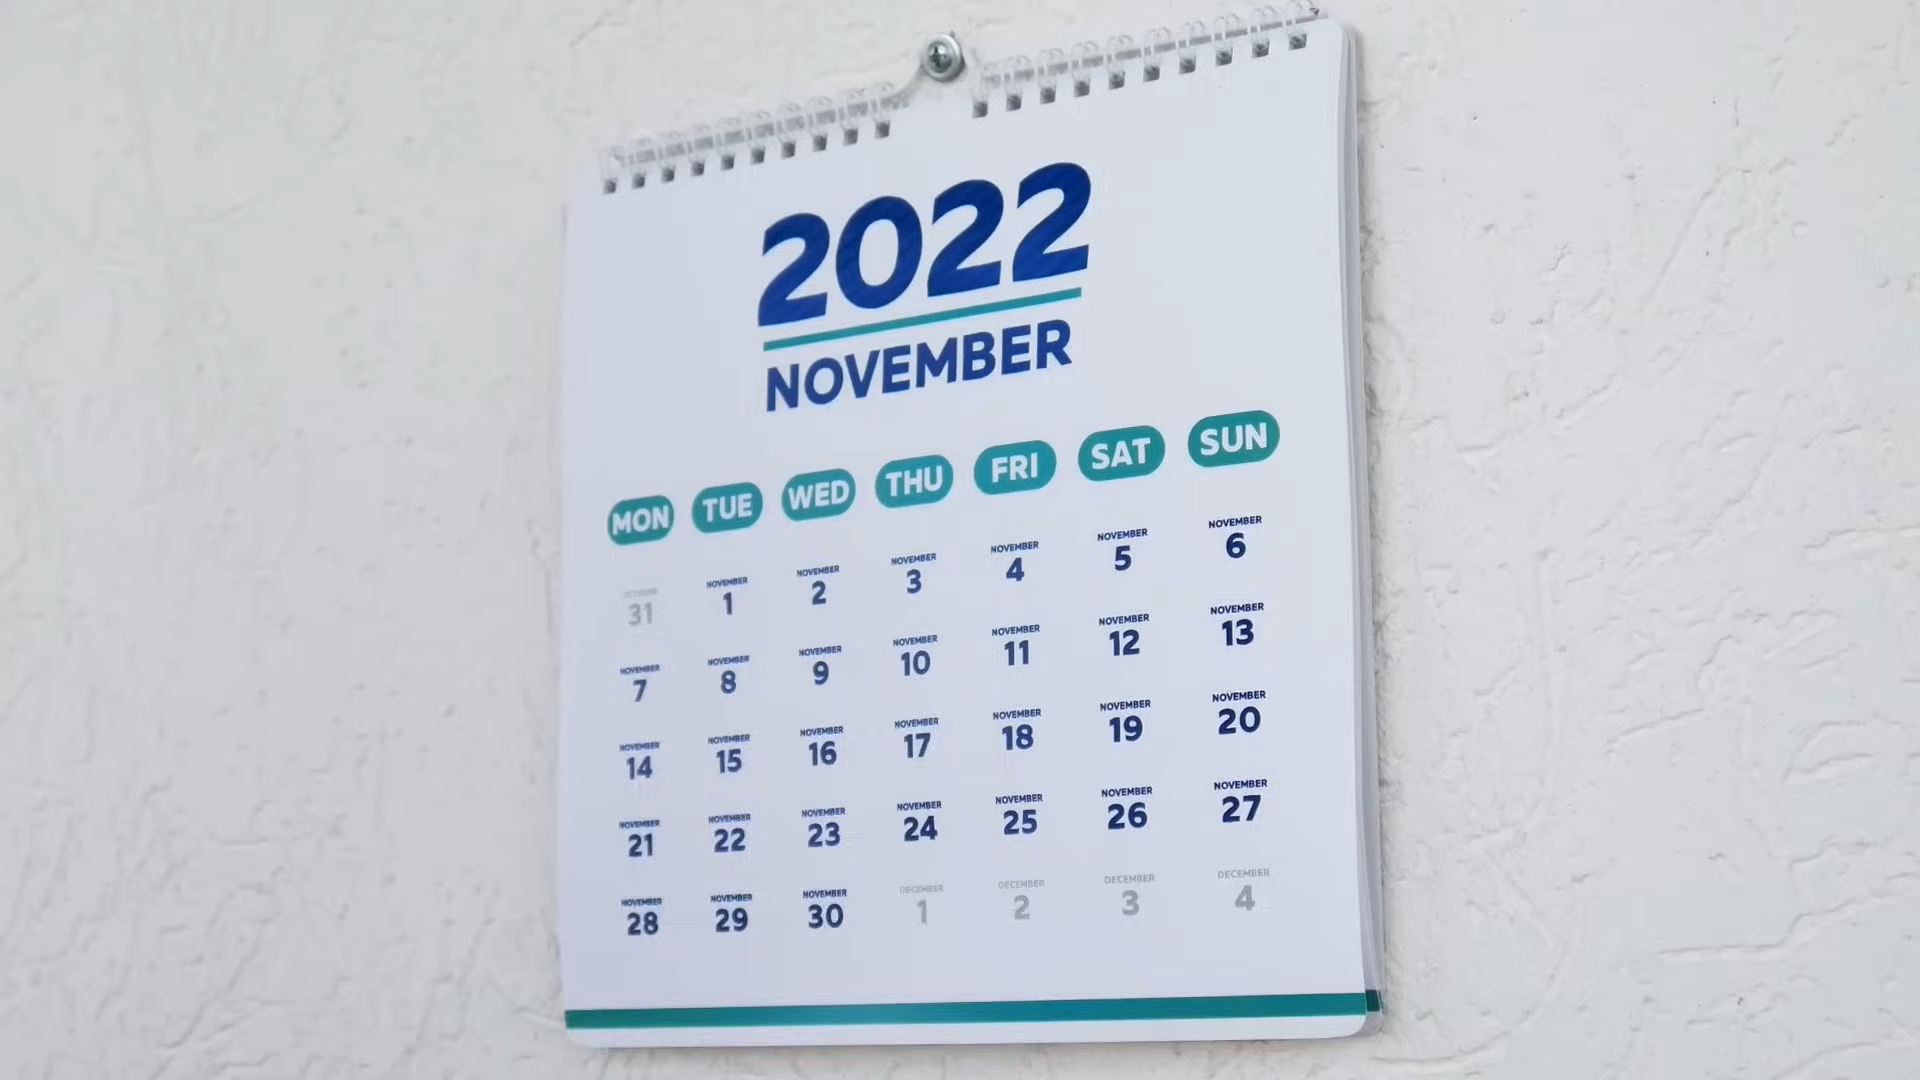 2022
NOVEMBER
MON TUE WED THU FRI SAT SUN
OCTOBER NOVEMBER NOVEMBER NOVEMBER NOVEMBER NOVEMBER NOVEMBER
31 1 2 3 4 5 6
NOVEMBER NOVEMBER NOVEMBER NOVEMBER NOVEMBER NOVEMBER NOVEMBER
7 8 9 10 11 12 13
NOVEMBER NOVEMBER NOVEMBER NOVEMBER NOVEMBER NOVEMBER NOVEMBER
14 15 16 17 18 19 20
NOVEMBER NOVEMBER NOVEMBER NOVEMBER NOVEMBER NOVEMBER NOVEMBER
21 22 23 24 25 26 27
NOVEMBER NOVEMBER NOVEMBER DECEMBER DECEMBER DECEMBER DECEMBER
28 29 30 1 2 3 4